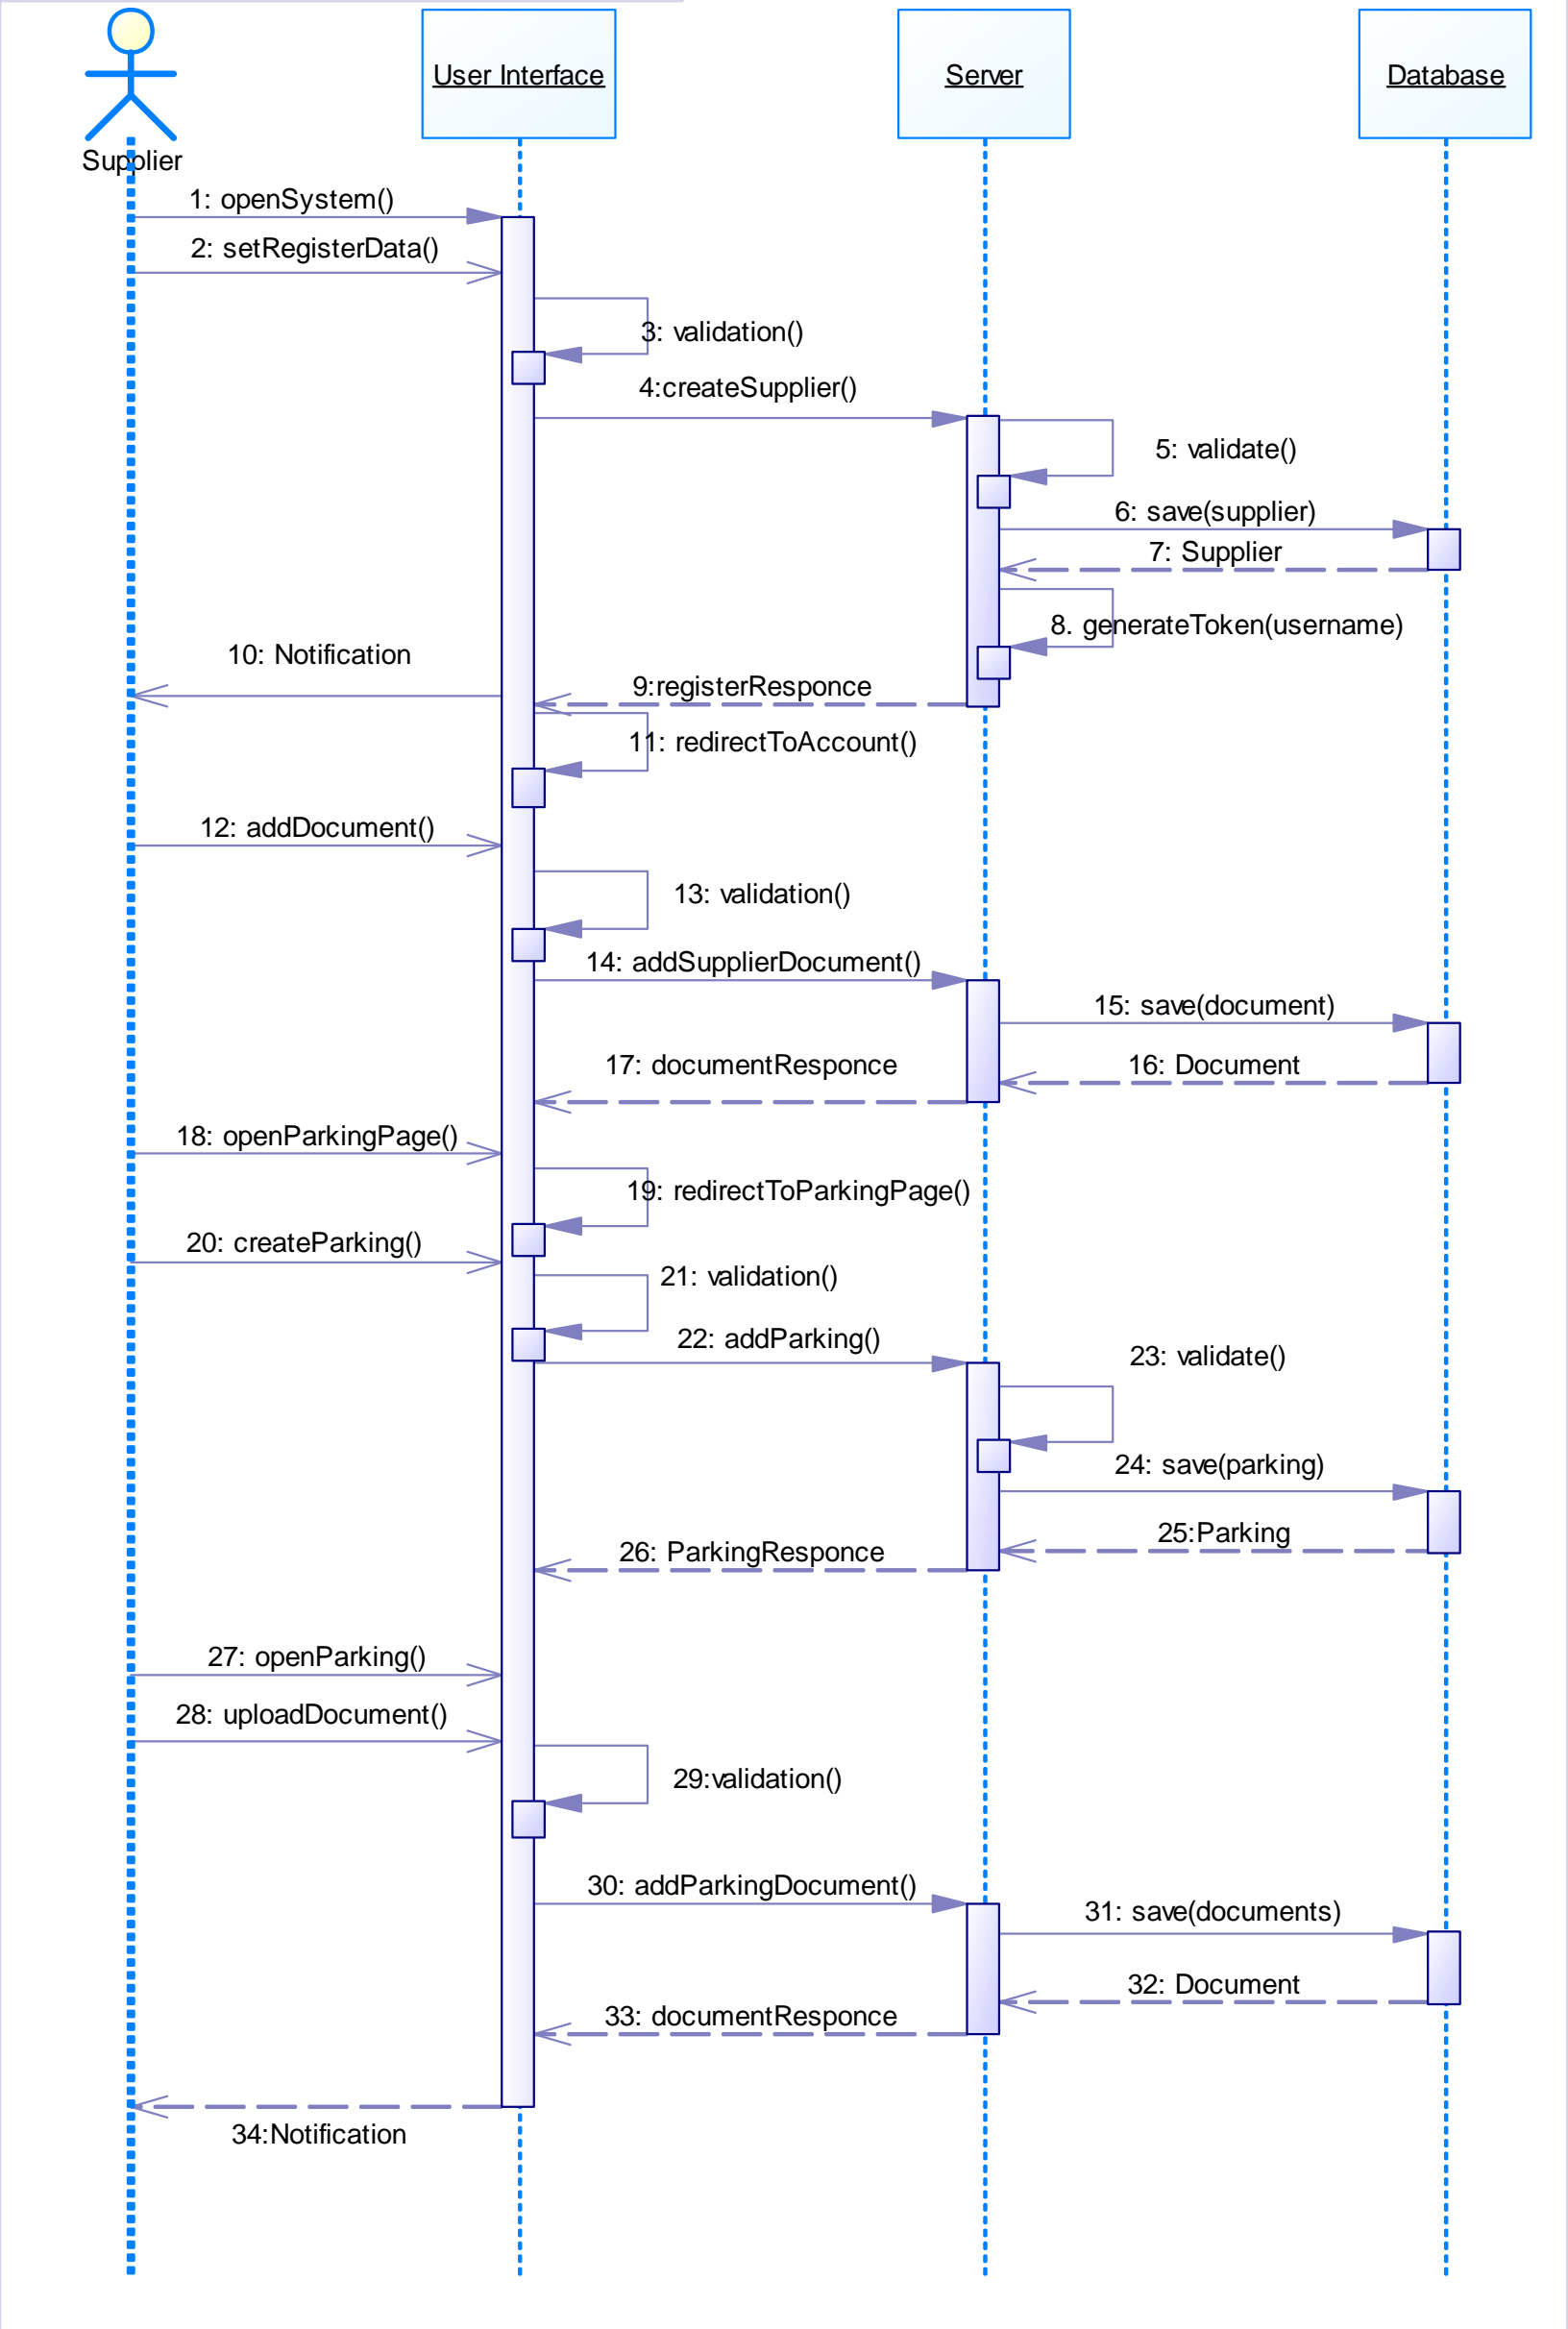 Supplier
User Interface
Server
Database
1: openSystem()
2: setRegisterData()
3: validation()
4:createSupplier()
5: validate()
6: save(supplier)
7: Supplier
8. generateToken(username)
10: Notification
9:registerResponce
11: redirectToAccount()
12: addDocument()
13: validation()
14: addSupplierDocument()
15: save(document)
17: documentResponce
16: Document
18: openParkingPage()
19: redirectToParkingPage()
20: createParking()
21: validation()
22: addParking()
23: validate()
24: save(parking)
25:Parking
26: ParkingResponce
27: openParking()
28: uploadDocument()
29:validation()
30: addParkingDocument()
31: save(documents)
32: Document
33: documentResponce
34:Notification